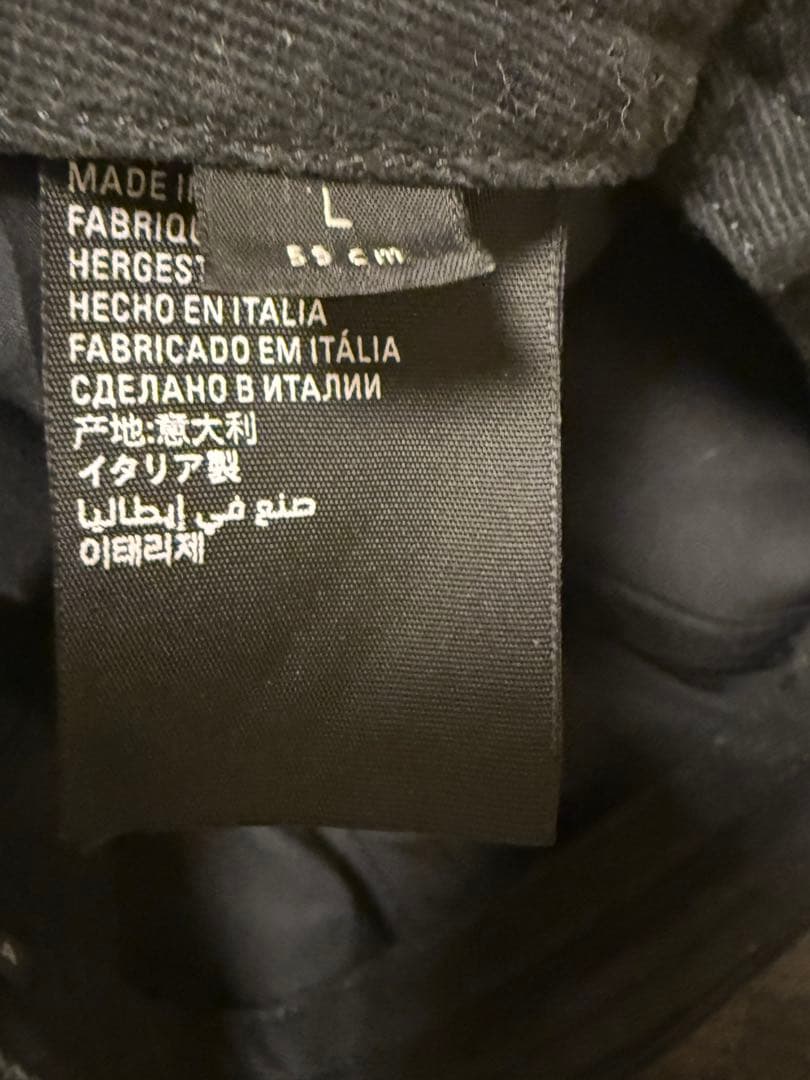 MADE I
L
FABRIQU
59 cm
HERGEST
HECHO EN ITALIA
FABRICADO EM ITÁLIA
СДЕЛАНО В ИТАЛИИ
产地:意大利
イタリア製
صنع في إيطاليا
이태리제